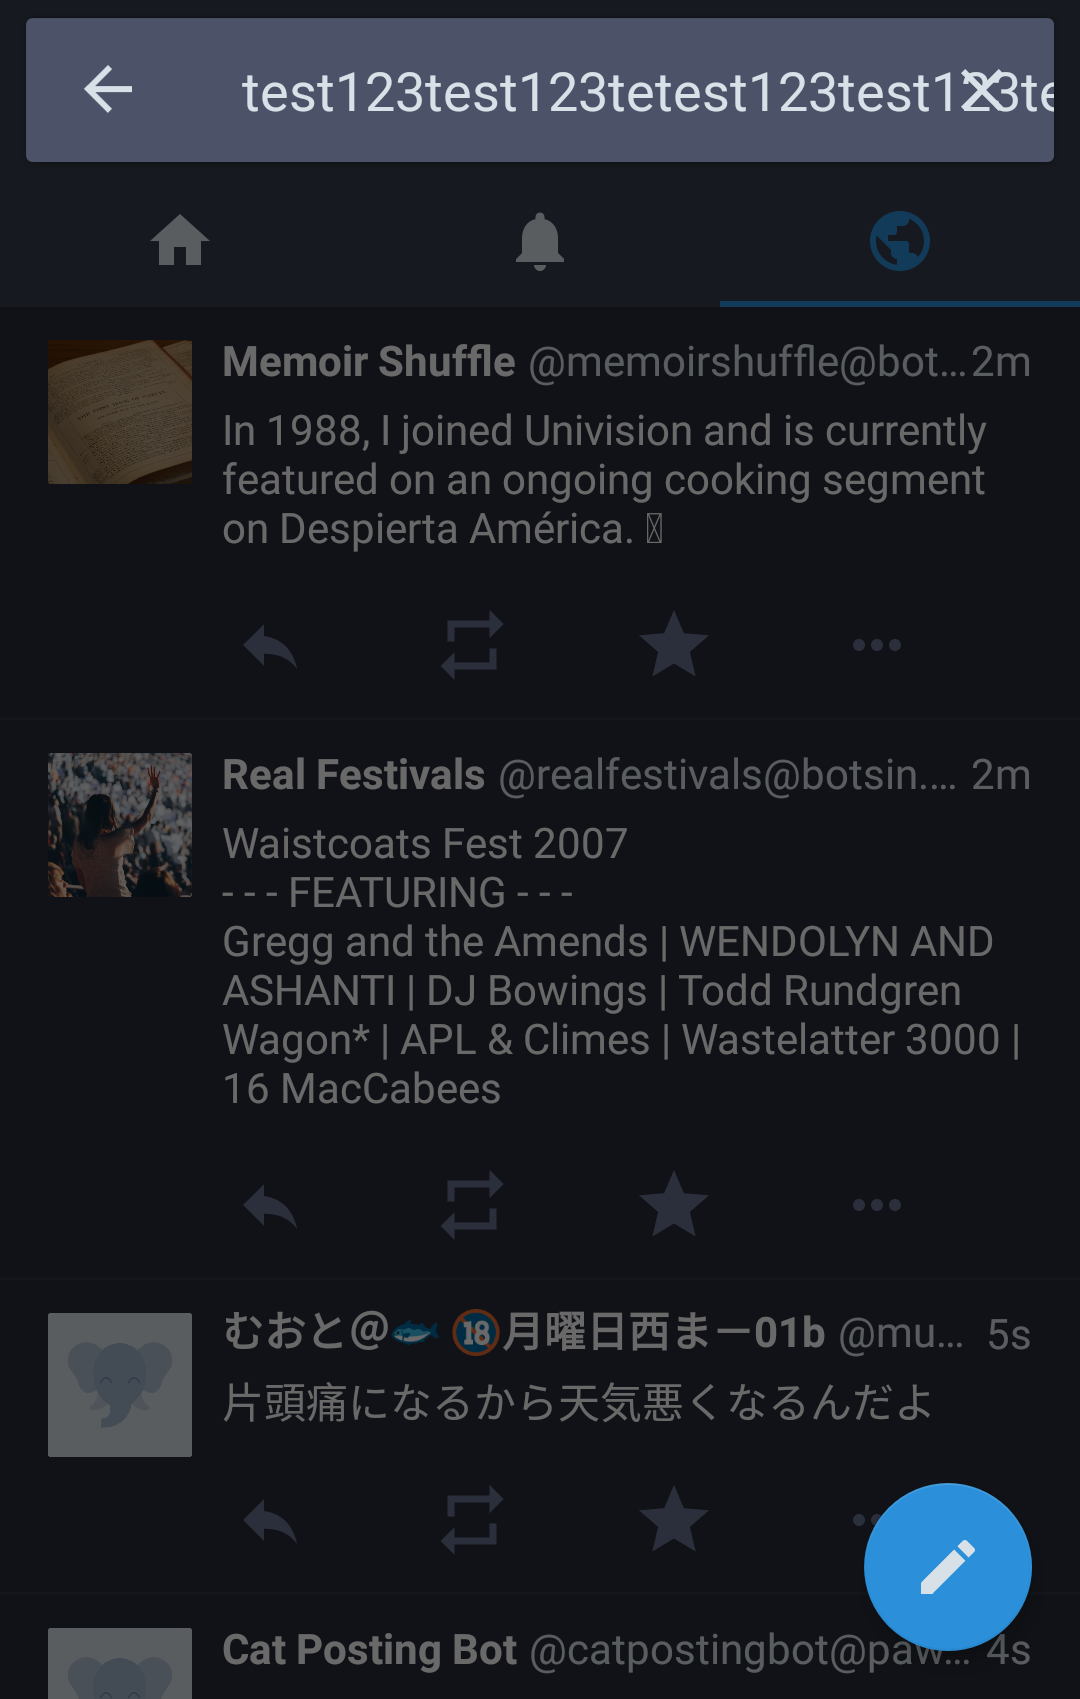 test123test123tetest123test123te
Memoir Shuffle @memoirshuffle@bot… 2m
In 1988, I joined Univision and is currently
featured on an ongoing cooking segment
on Despierta América.
Real Festivals @realfestivals@botsin.… 2m
Waistcoats Fest 2007
- - - FEATURING - - -
Gregg and the Amends | WENDOLYN AND
ASHANTI | DJ Bowings | Todd Rundgren
Wagon* | APL & Climes | Wastelatter 3000 |
16 MacCabees
むおと@🐟 🔞月曜日西まー01b @mu… 5s
片頭痛になるから天気悪くなるんだよ
Cat Posting Bot @catpostingbot@paw… 4s